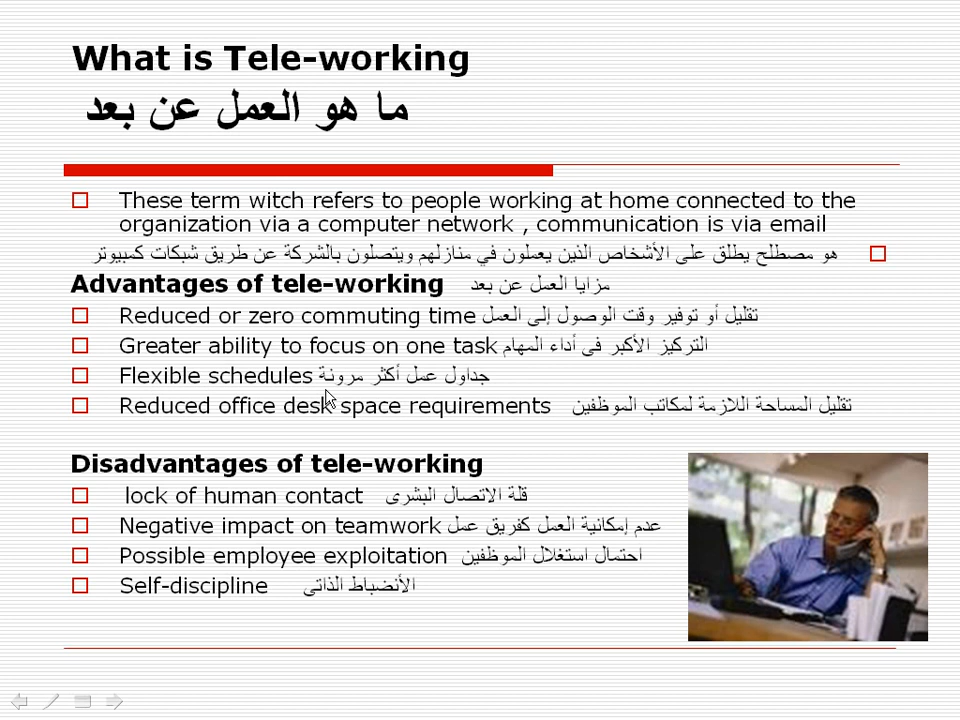 What is Tele-working
ما هو العمل عن بعد
These term witch refers to people working at home connected to the
organization via a computer network , communication is via email
هو مصطلح يطلق على الأشخاص الذين يعملون في منازلهم ويتصلون بالشركة عن طريق شبكات كمبيوتر
Advantages of tele-working مزايا العمل عن بعد
Reduced or zero commuting time تقليل أو توفير وقت الوصول إلى العمل
Greater ability to focus on one task التركيز الأكبر فى أداء المهام
Flexible schedules جداول عمل أكثر مرونة
Reduced office desk space requirements تقليل المساحة اللازمة لمكاتب الموظفين
Disadvantages of tele-working
lock of human contact قلة الاتصال البشرى
Negative impact on teamwork عدم إمكانية العمل كفريق عمل
Possible employee exploitation احتمال استغلال الموظفين
Self-discipline الأنضباط الذاتى